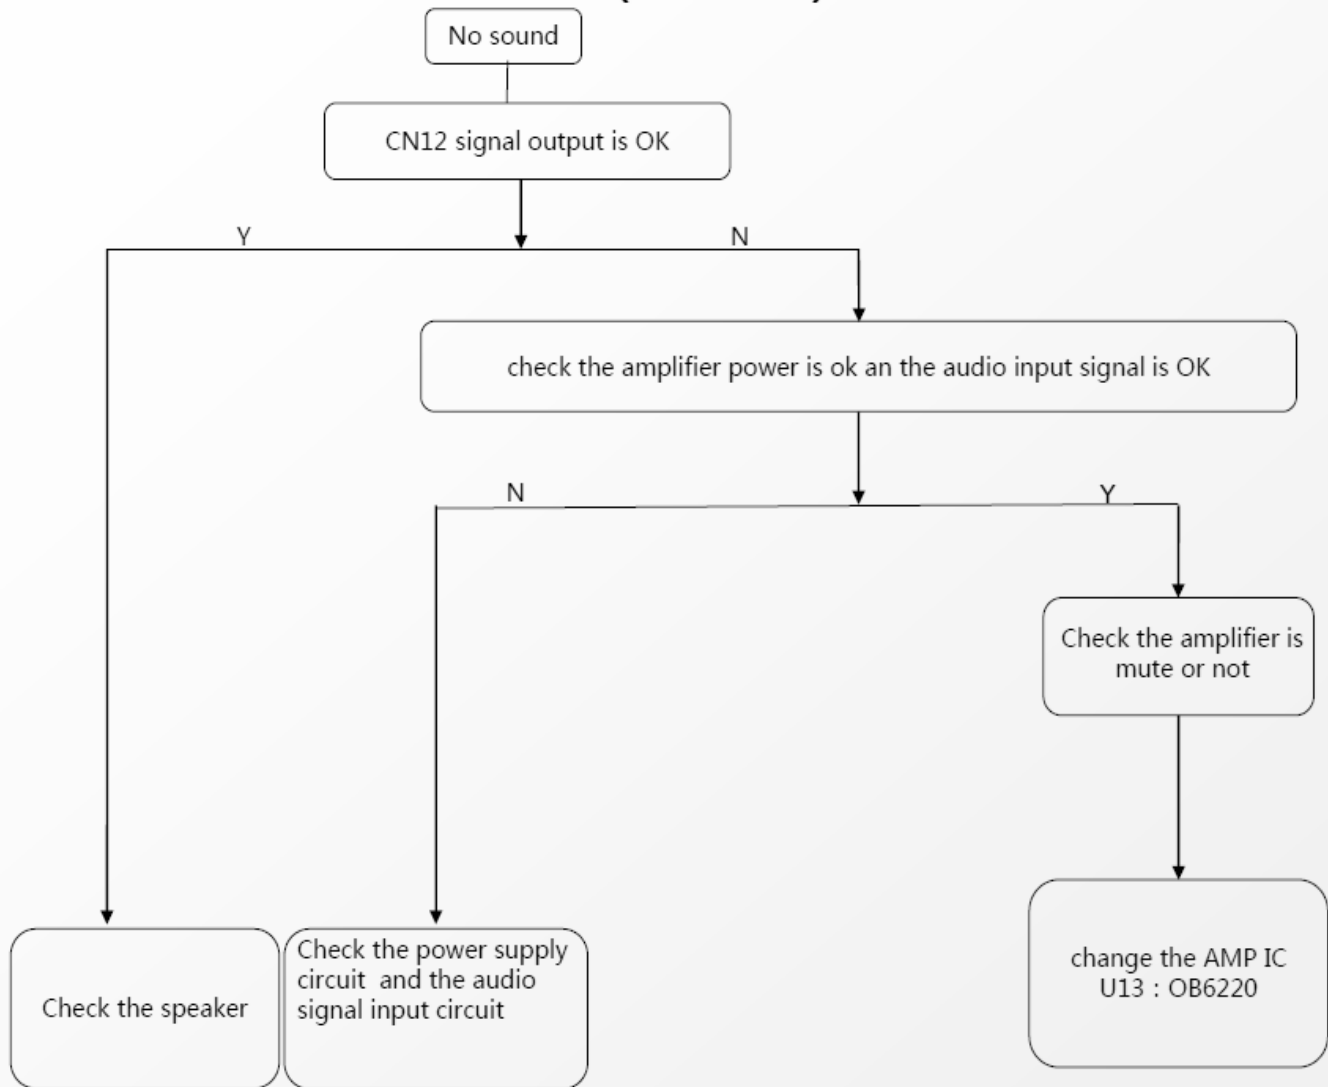 No sound
CN12 signal output is OK
Y
N
check the amplifier power is ok an the audio input signal is OK
N
Y
Check the amplifier is
mute or not
Check the speaker
Check the power supply
circuit and the audio
signal input circuit
change the AMP IC
U13 : OB6220